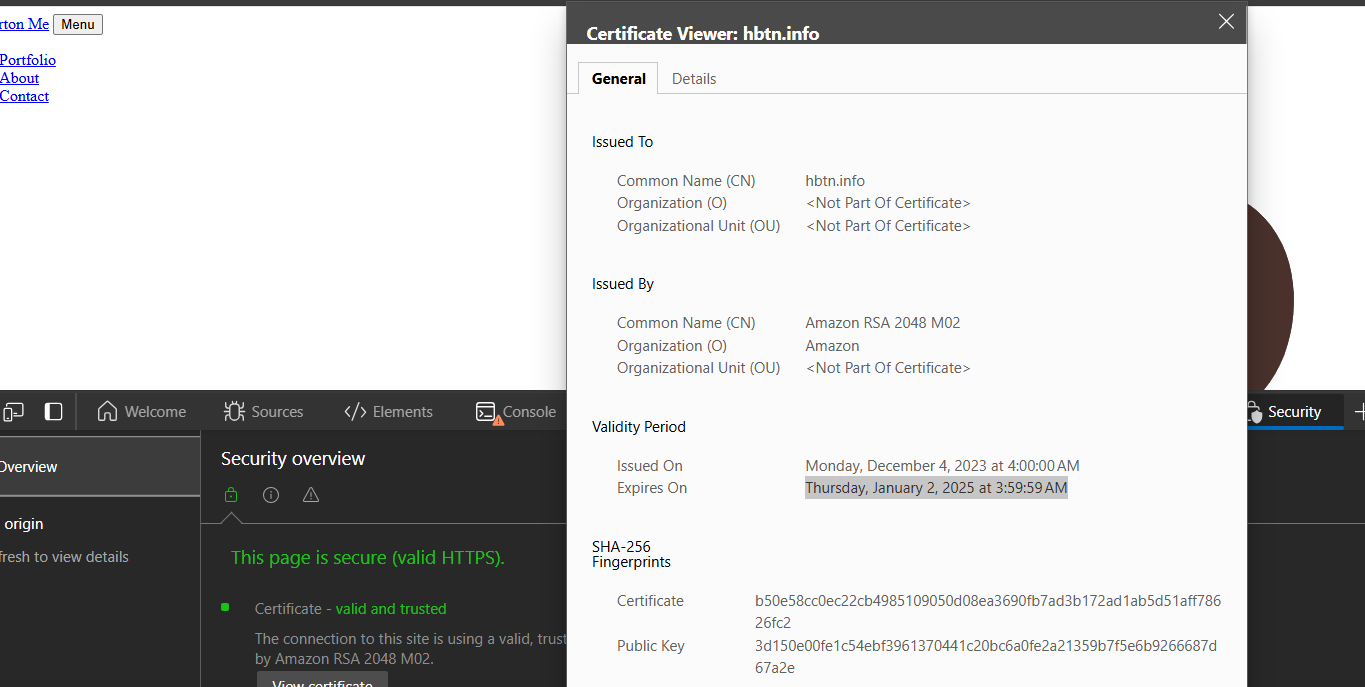 rton Me Menu
Portfolio
About
Contact
Certificate Viewer: hbtn.info
General Details
Issued To
Common Name (CN) hbtn.info
Organization (O) <Not Part Of Certificate>
Organizational Unit (OU) <Not Part Of Certificate>
Issued By
Common Name (CN) Amazon RSA 2048 M02
Organization (O) Amazon
Organizational Unit (OU) <Not Part Of Certificate>
Validity Period
Issued On Monday, December 4, 2023 at 4:00:00 AM
Expires On Thursday, January 2, 2025 at 3:59:59 AM
SHA-256
Fingerprints
Certificate b50e58cc0ec22cb4985109050d08ea3690fb7ad3b172ad1ab5d51aff786
26fc2
Public Key 3d150e00fe1c54ebf3961370441c20bc6a0fe2a21359b7f5e6b9266687d
67a2e
Welcome Sources Elements Console Security
Overview
origin
fresh to view details
Security overview
This page is secure (valid HTTPS).
Certificate - valid and trusted
The connection to this site is using a valid, trust
by Amazon RSA 2048 M02.
View certificate